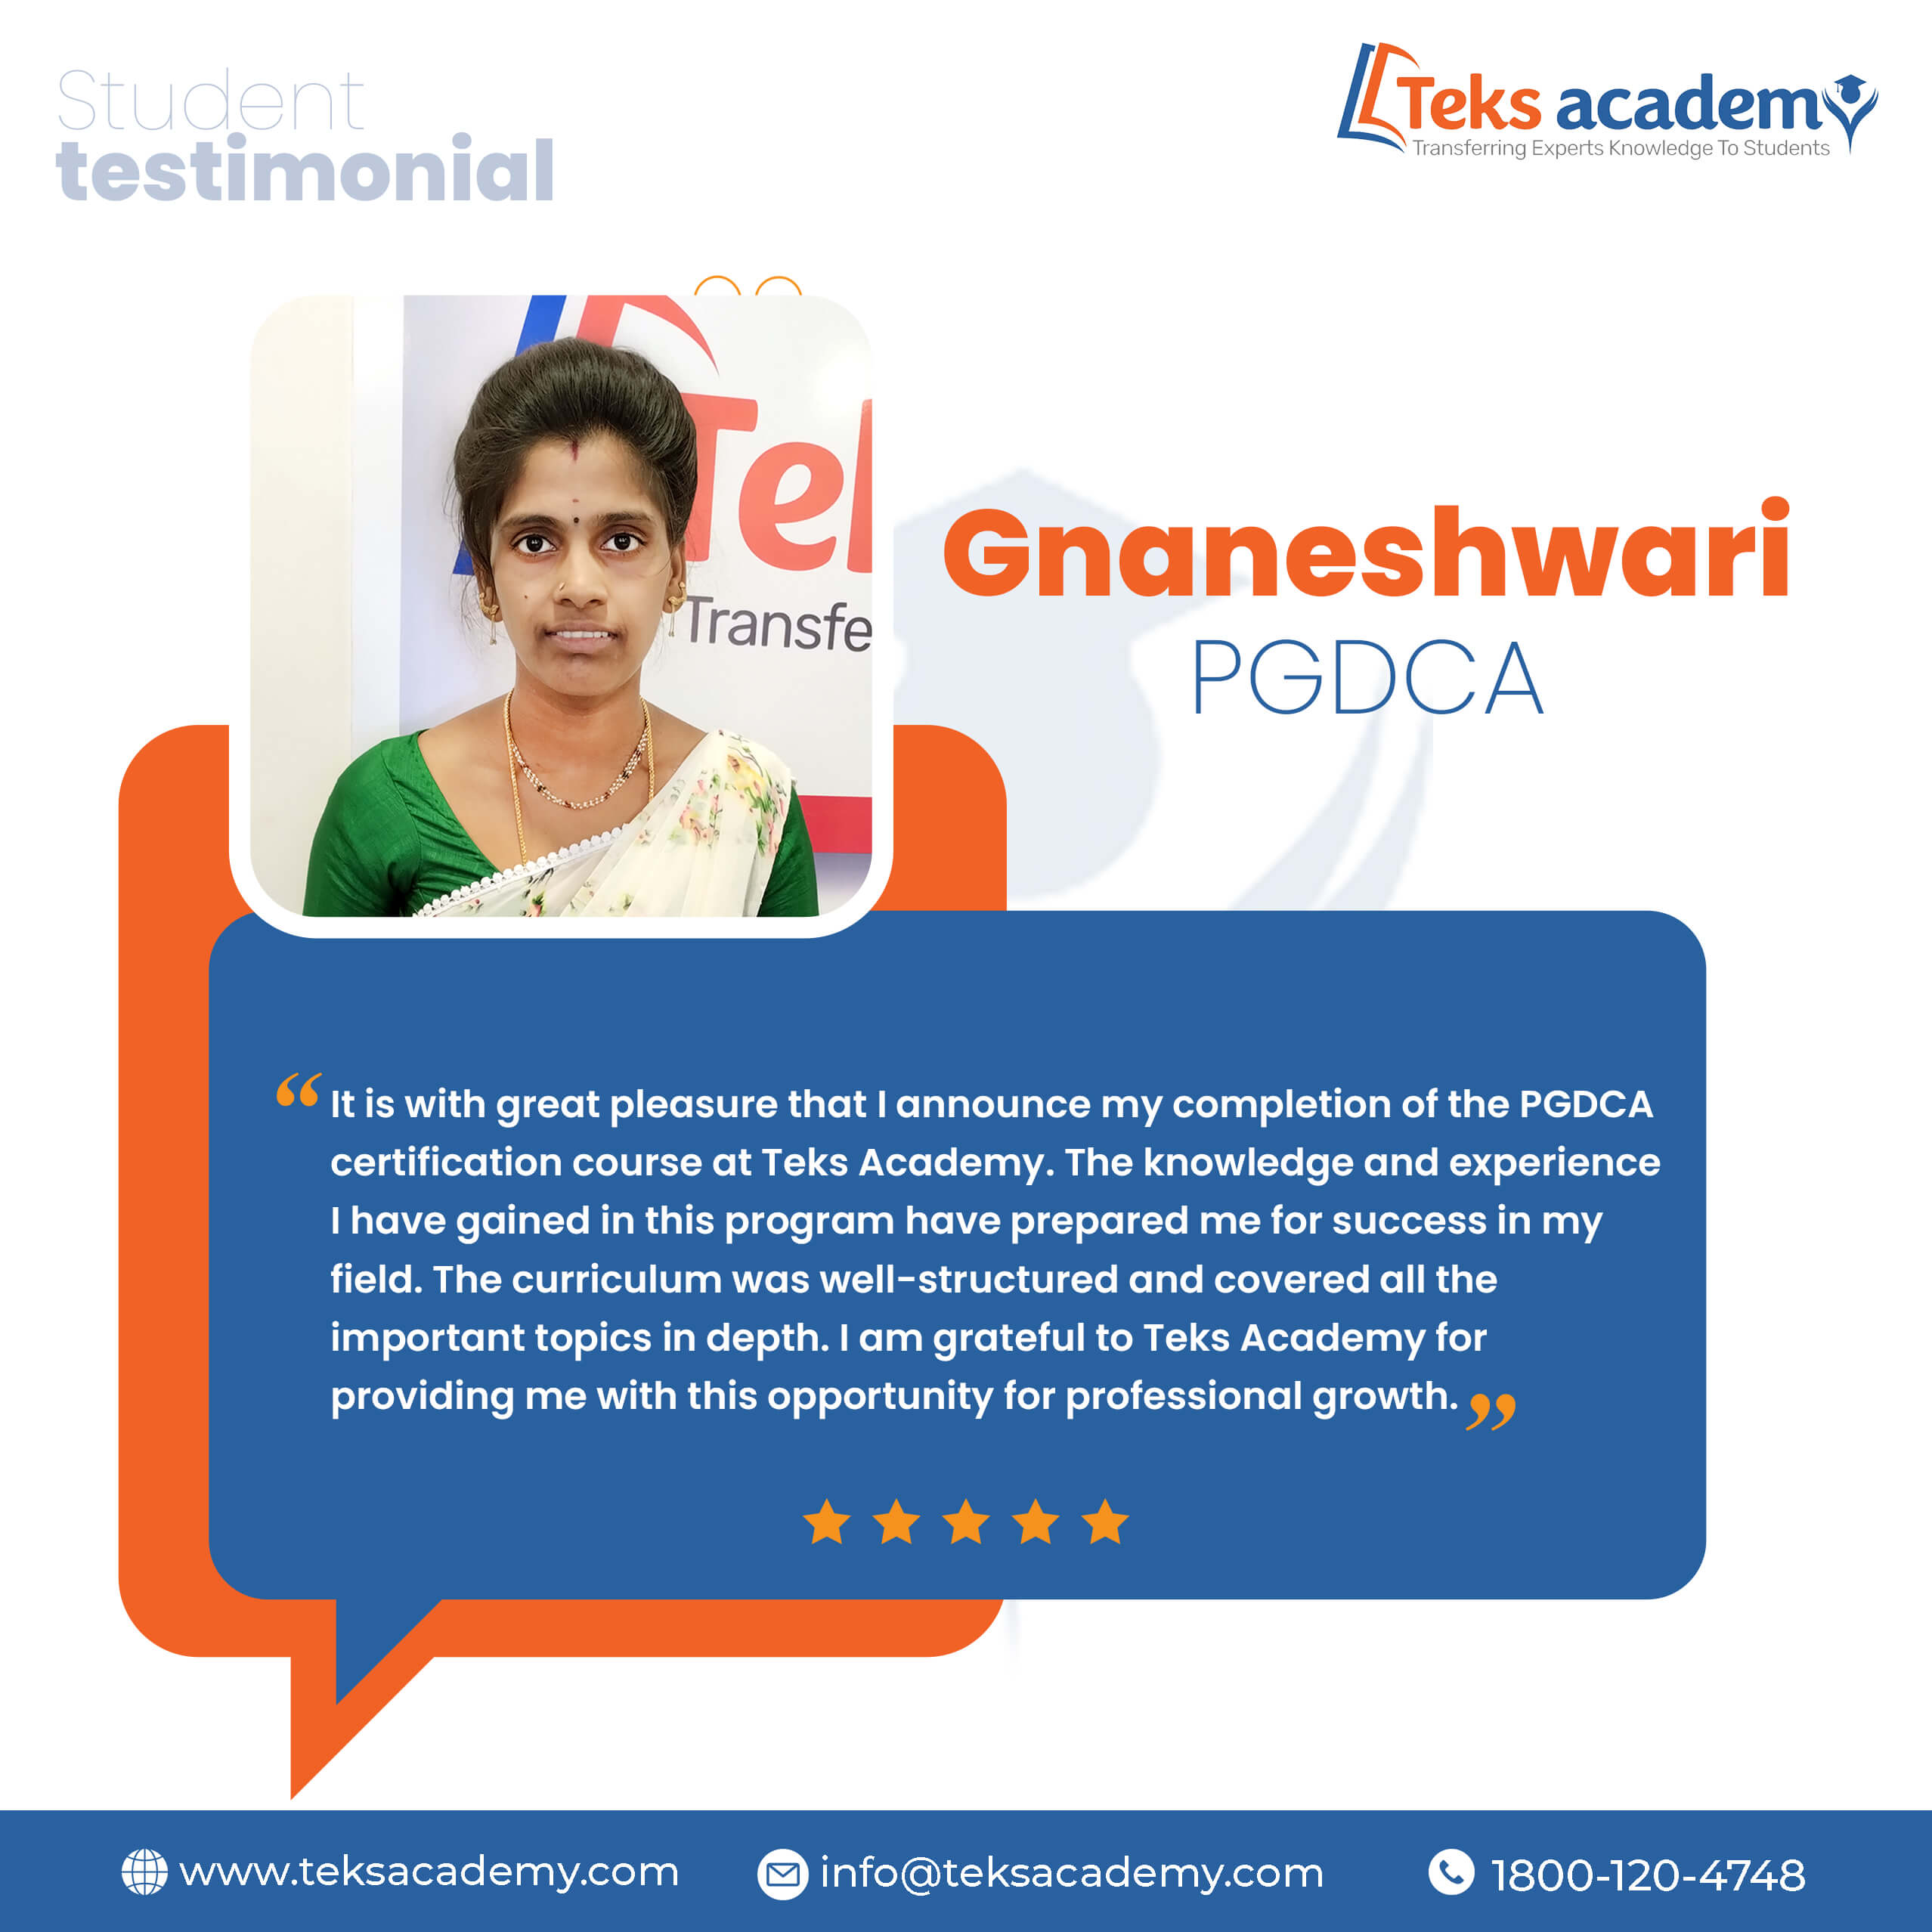 Student
testimonial
Teks academy
Transferring Experts Knowledge To Students
Tek
Transfe
Gnaneshwari
PGDCA
“It is with great pleasure that I announce my completion of the PGDCA
certification course at Teks Academy. The knowledge and experience
I have gained in this program have prepared me for success in my
field. The curriculum was well-structured and covered all the
important topics in depth. I am grateful to Teks Academy for
providing me with this opportunity for professional growth.”
www.teksacademy.com
info@teksacademy.com
1800-120-4748